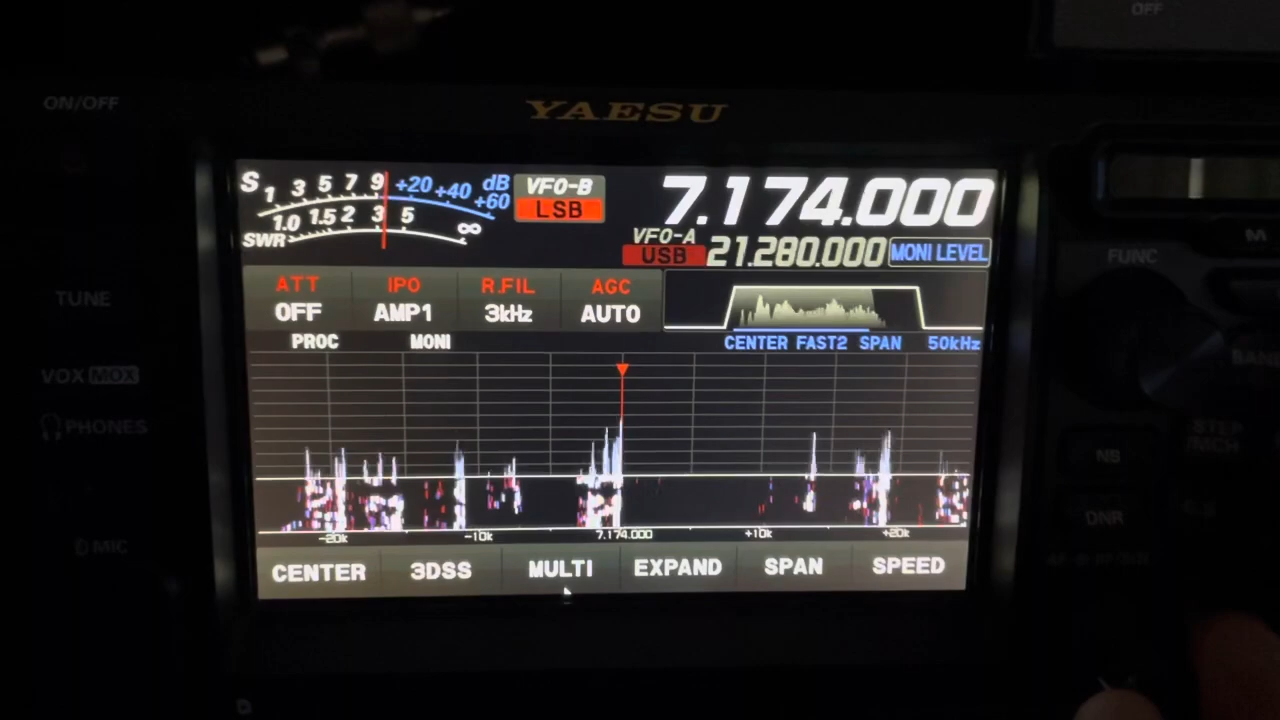 OFF
ON/OFF
YAESU
S 1 3 5 7 9 +20 +40 +60 dB
1.0 1.5 2 3 5 ∞
SWR
VFO-B
LSB
7.174.000
VFO-A
USB
21.280.000
MONI LEVEL
FUNC
TUNE
ATT IPO R.FIL AGC
OFF AMP1 3kHz AUTO
PROC MONI
CENTER FAST2 SPAN 50kHz
VOX MOX
PHONES
STEP
/MCH
NB
DNR
MIC
-20k -10k 7.174.000 +10k +20k
CENTER 3DSS MULTI EXPAND SPAN SPEED